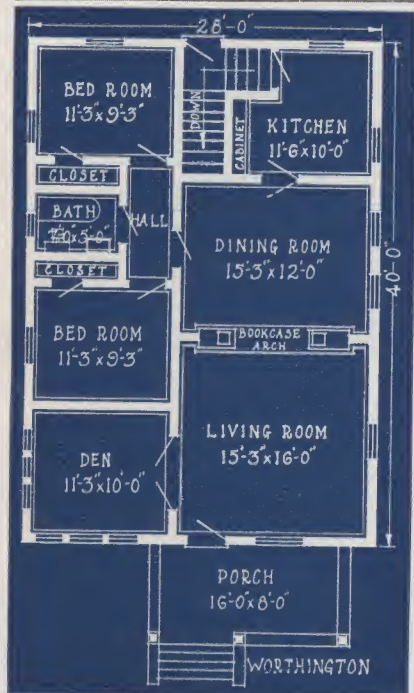 28'-0"
BED ROOM
11'-3"x9'-3"
DOWN
CABINET
KITCHEN
11'-6"x10'-0"
CLOSET
BATH
HALL
CLOSET
DINING ROOM
15'-3"x12'-0"
40'-0"
BOOKCASE
ARCH
BED ROOM
11'-3"x9'-3"
LIVING ROOM
15'-3"x16'-0"
DEN
11'-3"x10'-0"
PORCH
16'-0"x8'-0"
WORTHINGTON